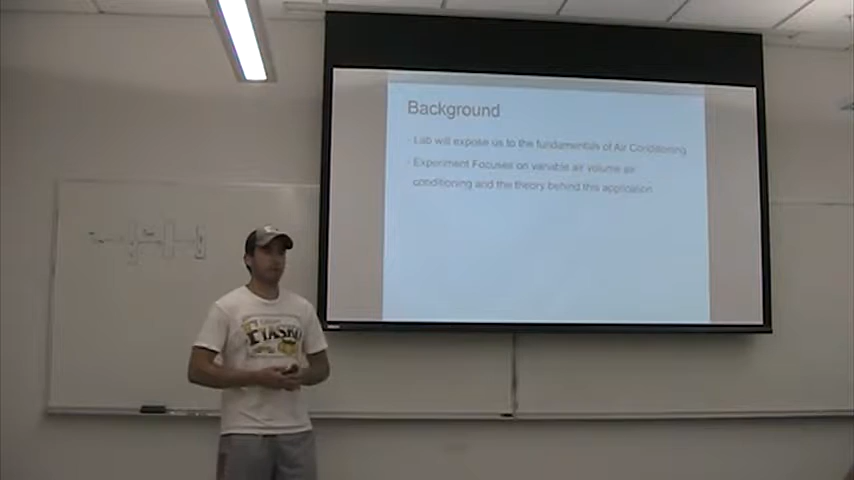 Background
· Lab will expose us to the fundamentals of Air Conditioning
· Experiment Focuses on variable air volume air
conditioning and the theory behind this application
FIASKO